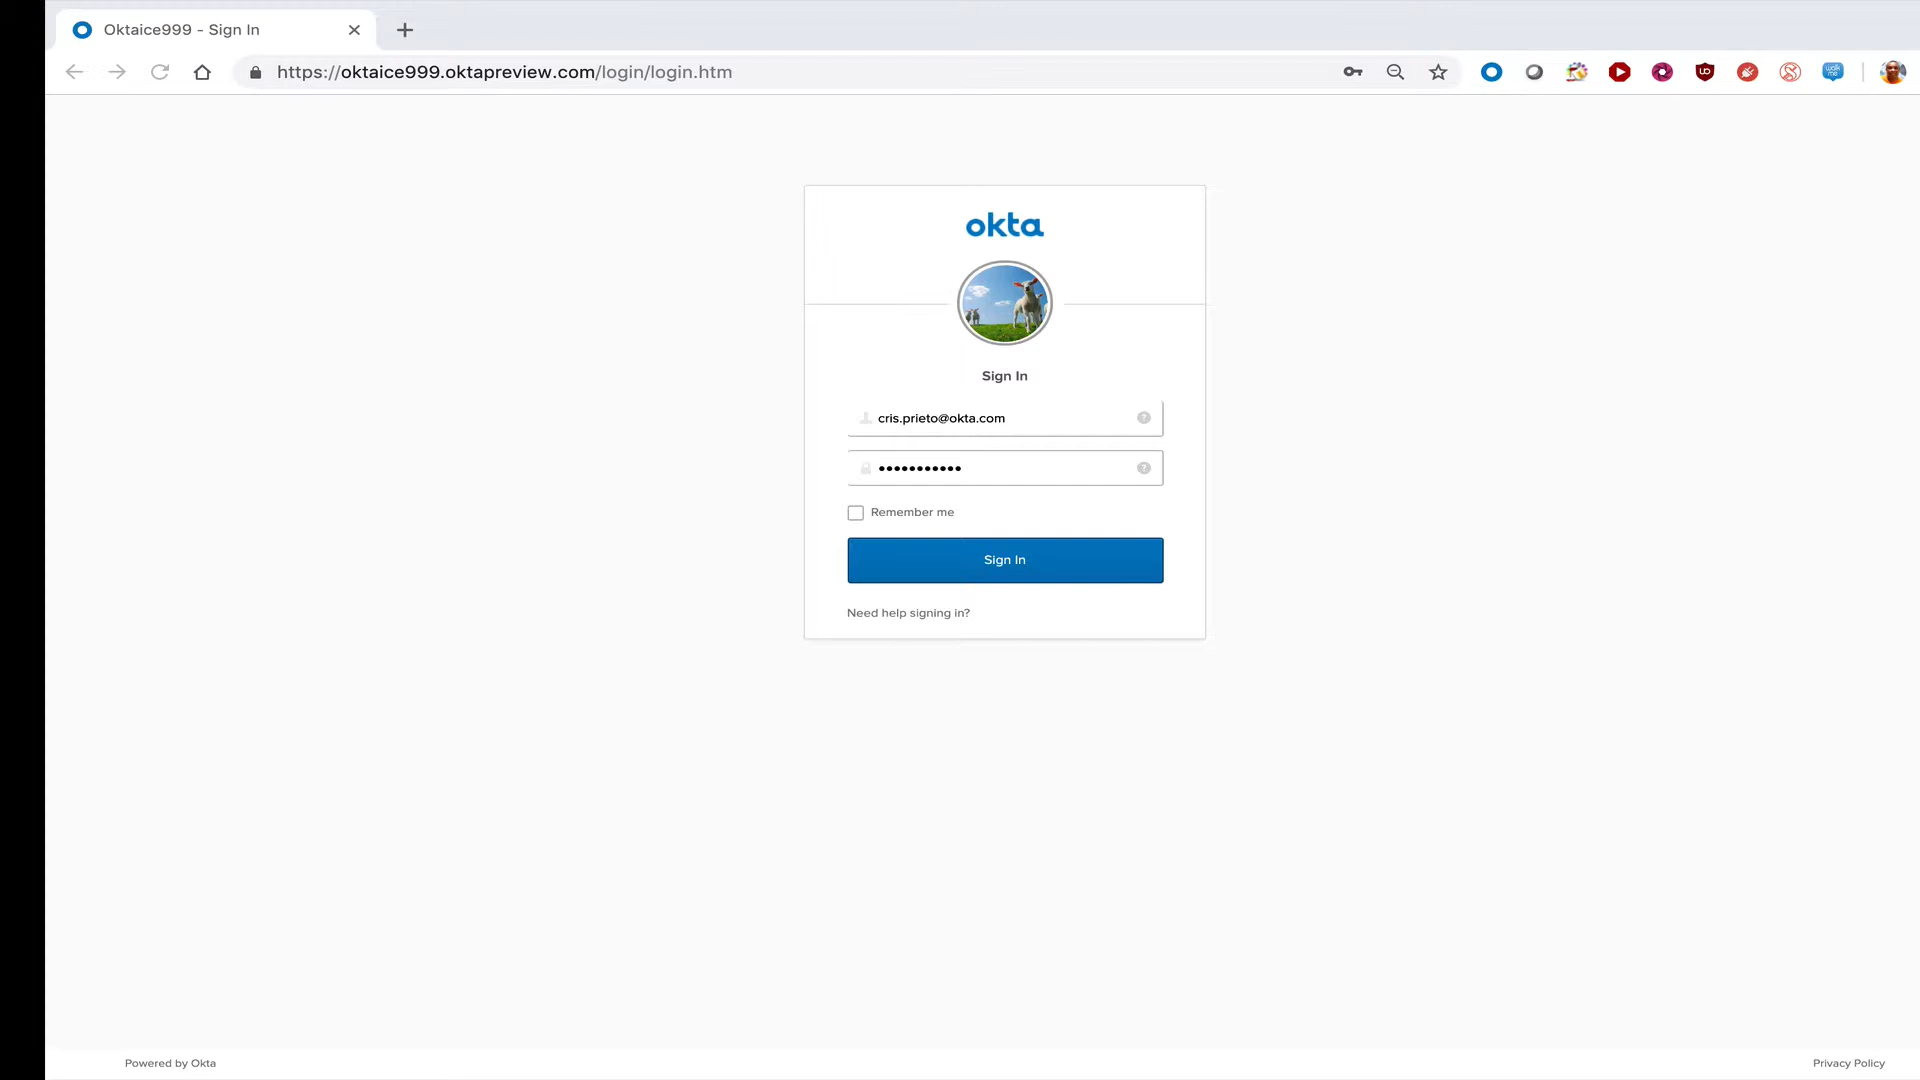 Oktaice999 - Sign In
https://oktaice999.oktapreview.com/login/login.htm
okta
Sign In
cris.prieto@okta.com
•••••••••••
Remember me
Sign In
Need help signing in?
Powered by Okta
Privacy Policy